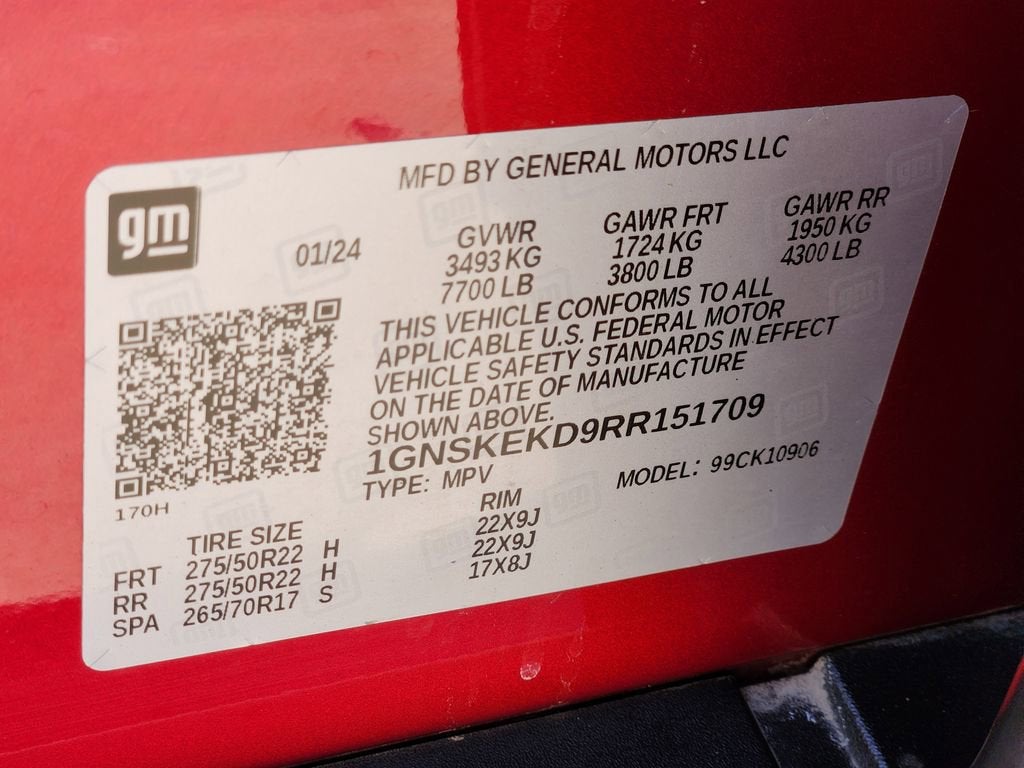 MFD BY GENERAL MOTORS LLC
gm
01/24
GVWR GAWR FRT GAWR RR
3493 KG 1724 KG 1950 KG
7700 LB 3800 LB 4300 LB
THIS VEHICLE CONFORMS TO ALL
APPLICABLE U.S. FEDERAL MOTOR
VEHICLE SAFETY STANDARDS IN EFFECT
ON THE DATE OF MANUFACTURE
SHOWN ABOVE.
1GNSKEKD9RR151709
TYPE: MPV MODEL: 99CK10906
170H
TIRE SIZE RIM
FRT 275/50R22 H 22X9J
RR 275/50R22 H 22X9J
SPA 265/70R17 S 17X8J